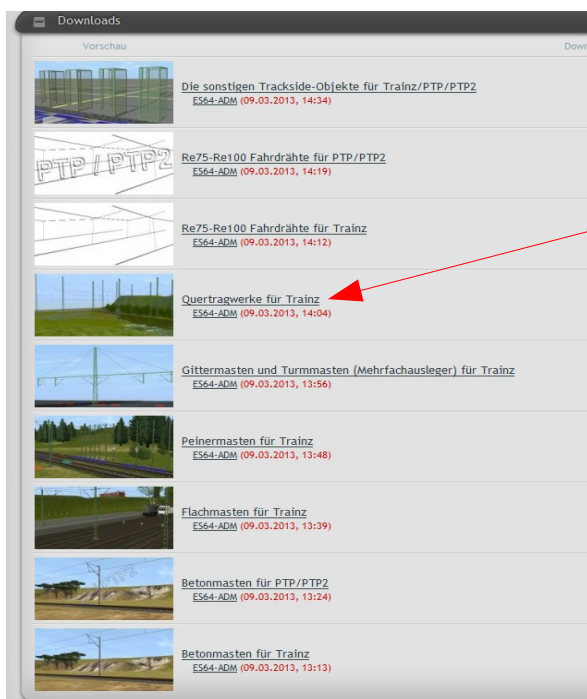 Downloads
Vorschau
Down
Die sonstigen Trackside-Objekte für Trainz/PTP/PTP2
ES64-ADM (09.03.2013, 14:34)
PTP / PTP2
Re75-Re100 Fahrdrähte für PTP/PTP2
ES64-ADM (09.03.2013, 14:19)
Re75-Re100 Fahrdrähte für Trainz
ES64-ADM (09.03.2013, 14:12)
Quertragwerke für Trainz
ES64-ADM (09.03.2013, 14:04)
Gittermasten und Turmmasten (Mehrfachausleger) für Trainz
ES64-ADM (09.03.2013, 13:56)
Peinermasten für Trainz
ES64-ADM (09.03.2013, 13:48)
Flachmasten für Trainz
ES64-ADM (09.03.2013, 13:39)
PTP2
Betonmasten für PTP/PTP2
ES64-ADM (09.03.2013, 13:24)
Betonmasten für Trainz
ES64-ADM (09.03.2013, 13:13)